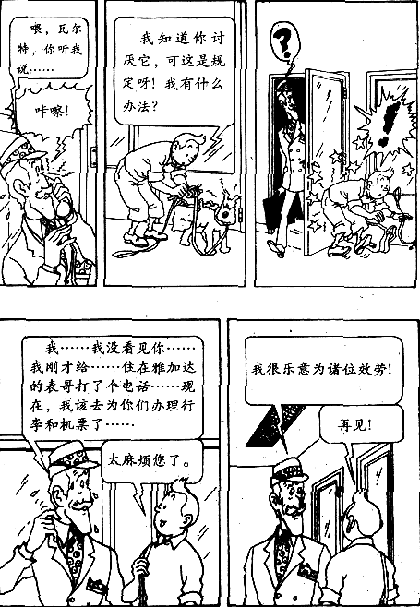 喂，瓦尔
特，你听我
说……
咔嚓！
我知道你讨
厌它，可这是规
定呀！我有什么
办法？
？
！
我……我没看见你……
我刚才给……住在雅加达
的表哥打了个电话……现
在，我该去为你们办理行
李和机票了……
太麻烦您了。
我很乐意为诸位效劳！
再见！